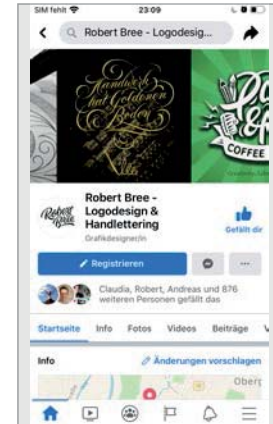 SIM fehlt 23:09
Robert Bree - Logodesig...
Handwerk
hat Goldenen
Boden
COFFEE
Robert Bree
Robert Bree -
Logodesign &
Handlettering
Grafikdesigner/in
Gefällt dir
Registrieren
Claudia, Robert, Andreas und 876
weiteren Personen gefällt das
Startseite Info Fotos Videos Beiträge
Info Änderungen vorschlagen